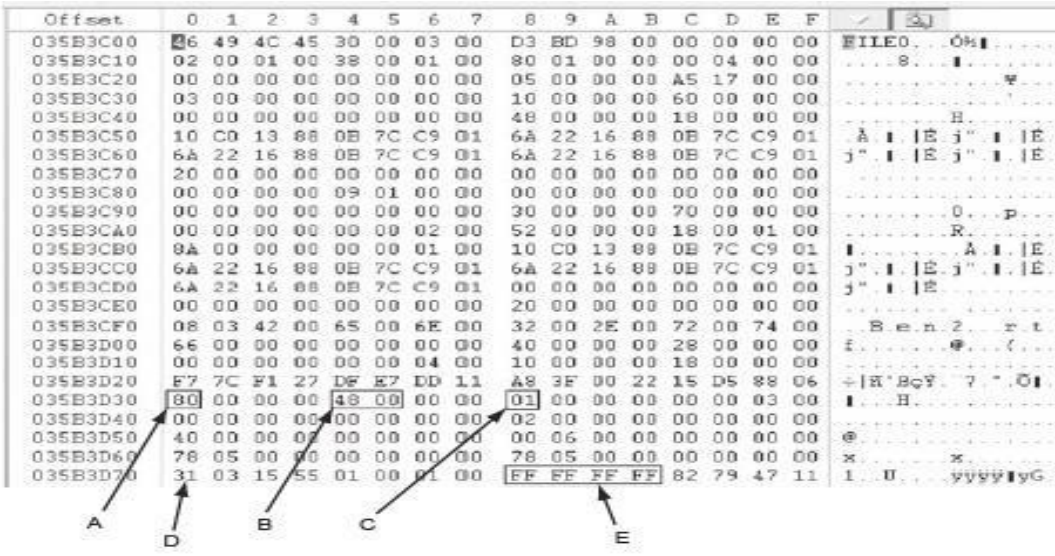 Offset 0 1 2 3 4 5 6 7 8 9 A B C D E F
035B3C00 46 49 4C 45 30 00 03 00 D3 BD 98 00 00 00 00 00 FILE0...Ó½
035B3C10 02 00 01 00 38 00 01 00 80 01 00 00 00 04 00 00 ....8...
035B3C20 00 00 00 00 00 00 00 00 05 00 00 00 A5 17 00 00 ............¥...
035B3C30 03 00 00 00 00 00 00 00 10 00 00 00 60 00 00 00 ............`...
035B3C40 00 00 00 00 00 00 00 00 48 00 00 00 18 00 00 00 H.
035B3C50 10 C0 13 88 0B 7C C9 01 6A 22 16 88 0B 7C C9 01 .À. .|É j". .|É
035B3C60 6A 22 16 88 0B 7C C9 01 6A 22 16 88 0B 7C C9 01 j". .|É j". .|É
035B3C70 20 00 00 00 00 00 00 00 00 00 00 00 00 00 00 00
035B3C80 00 00 00 00 09 01 00 00 00 00 00 00 00 00 00 00
035B3C90 00 00 00 00 00 00 00 00 30 00 00 00 70 00 00 00 0...p...
035B3CA0 00 00 00 00 00 00 02 00 52 00 00 00 18 00 01 00 R.
035B3CB0 8A 00 00 00 00 00 01 00 10 C0 13 88 0B 7C C9 01 À. .|É
035B3CC0 6A 22 16 88 0B 7C C9 01 6A 22 16 88 0B 7C C9 01 j". .|É.j". .|É
035B3CD0 6A 22 16 88 0B 7C C9 01 00 00 00 00 00 00 00 00 j". .|É
035B3CE0 00 00 00 00 00 00 00 00 20 00 00 00 00 00 00 00
035B3CF0 08 03 42 00 65 00 6E 00 32 00 2E 00 72 00 74 00 B.e.n.2...r.t.
035B3D00 66 00 00 00 00 00 00 00 40 00 00 00 28 00 00 00 f.......@...(...
035B3D10 00 00 00 00 00 00 04 00 10 00 00 00 18 00 00 00
035B3D20 F7 7C F1 27 DF E7 DD 11 A8 3F 00 22 15 D5 88 06 ÷|ñ'ßçÝ.¨?."
035B3D30 80 00 00 00 48 00 00 00 01 00 00 00 00 00 03 00 H.
035B3D40 00 00 00 00 00 00 00 00 02 00 00 00 00 00 00 00
035B3D50 40 00 00 00 00 00 00 00 00 06 00 00 00 00 00 00 @
035B3D60 78 05 00 00 00 00 00 00 78 05 00 00 00 00 00 00 x.......x.......
035B3D70 31 03 15 55 01 00 01 00 FF FF FF FF 82 79 47 11 1..U....ÿÿÿÿ yG.
A
D
B
C
E